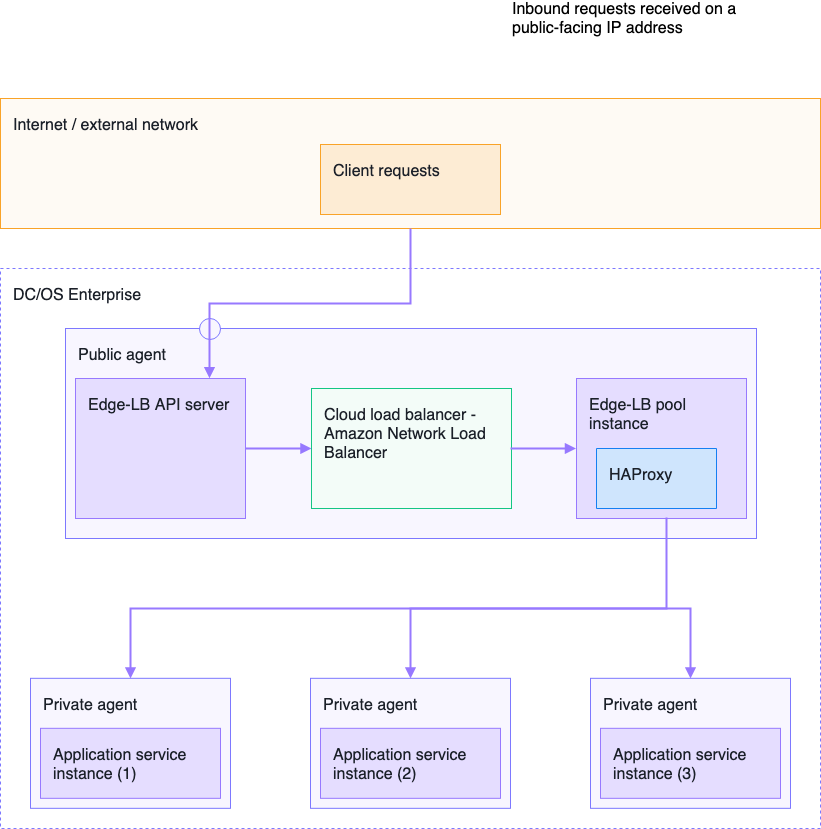 Inbound requests received on a
public-facing IP address
Internet / external network
Client requests
DC/OS Enterprise
Public agent
Edge-LB API server
Cloud load balancer -
Amazon Network Load
Balancer
Edge-LB pool
instance
HAProxy
Private agent
Application service
instance (1)
Private agent
Application service
instance (2)
Private agent
Application service
instance (3)